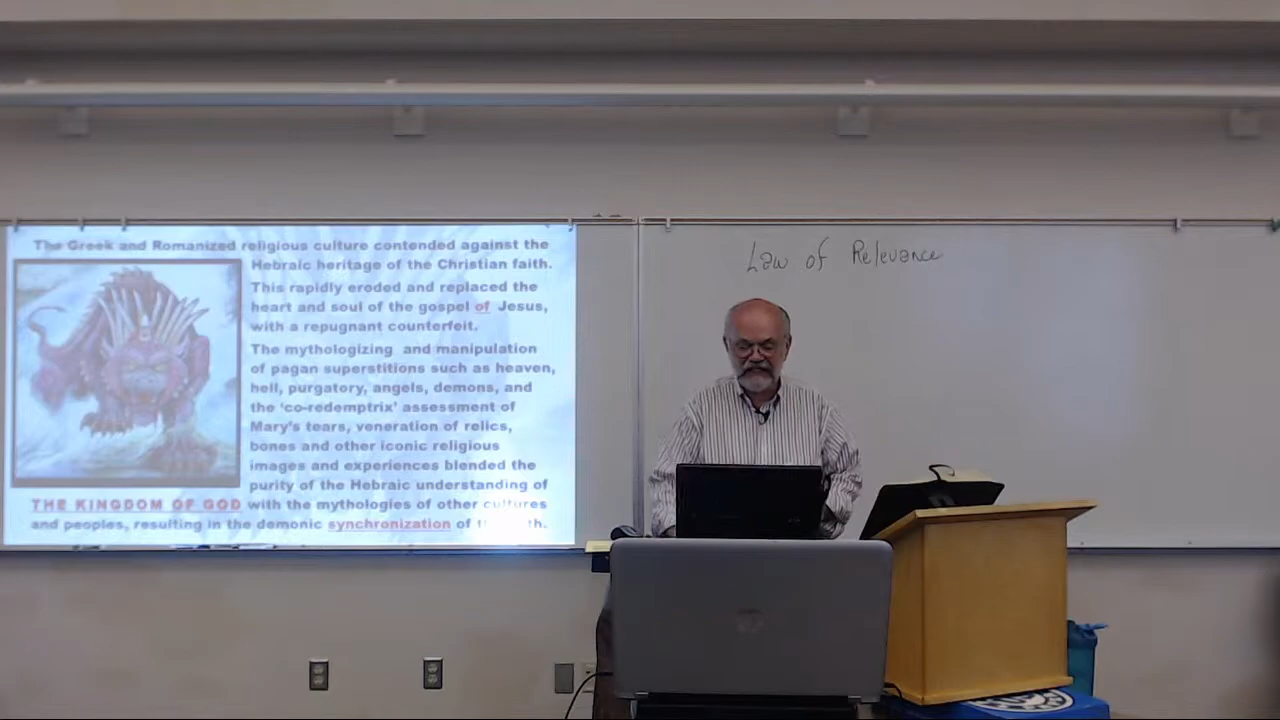 The Greek and Romanized religious culture contended against the
Hebraic heritage of the Christian faith.
This rapidly eroded and replaced the
heart and soul of the gospel of Jesus,
with a repugnant counterfeit.
The mythologizing and manipulation
of pagan superstitions such as heaven,
hell, purgatory, angels, demons, and
the ‘co-redemptrix’ assessment of
Mary's tears, veneration of relics,
bones and other iconic religious
images and experiences blended the
purity of the Hebraic understanding of
THE KINGDOM OF GOD with the mythologies of other cultures
and peoples, resulting in the demonic synchronization of
Law of Relevance